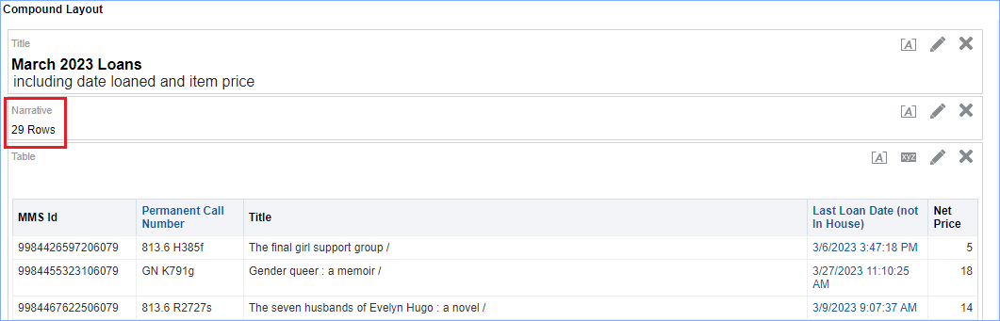 Compound Layout
Title
[A]
March 2023 Loans
including date loaned and item price
Narrative
[A]
29 Rows
Table
[A] xyz
MMS Id Permanent Call Number Title Last Loan Date (not In House) Net Price
9984426597206079 813.6 H385f The final girl support group / 3/6/2023 3:47:18 PM 5
9984455323106079 GN K791g Gender queer : a memoir / 3/27/2023 11:10:25 AM 18
9984467622506079 813.6 R2727s The seven husbands of Evelyn Hugo : a novel / 3/9/2023 9:07:37 AM 14